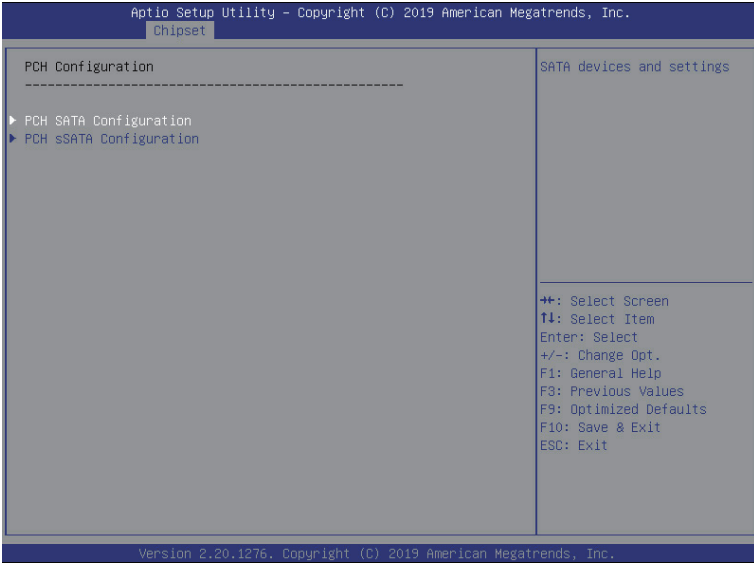 Aptio Setup Utility – Copyright (C) 2019 American Megatrends, Inc.
Chipset
PCH Configuration
--------------------------------------------------
▶ PCH SATA Configuration
▶ PCH sSATA Configuration
SATA devices and settings
→←: Select Screen
↑↓: Select Item
Enter: Select
+/-: Change Opt.
F1: General Help
F3: Previous Values
F9: Optimized Defaults
F10: Save & Exit
ESC: Exit
Version 2.20.1276. Copyright (C) 2019 American Megatrends, Inc.